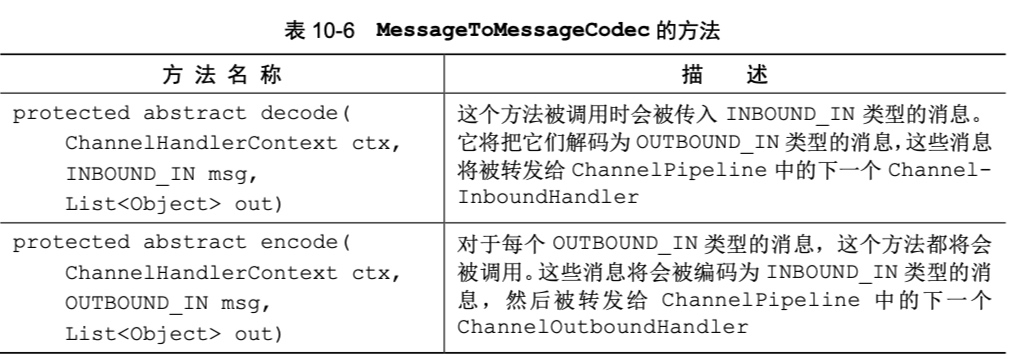 表 10-6 MessageToMessageCodec 的方法
方 法 名 称
描 述
protected abstract decode(
ChannelHandlerContext ctx,
INBOUND_IN msg,
List<Object> out)
这个方法被调用时会被传入 INBOUND_IN 类型的消息。
它将把它们解码为 OUTBOUND_IN 类型的消息,这些消息
将被转发给 ChannelPipeline 中的下一个 Channel-
InboundHandler
protected abstract encode(
ChannelHandlerContext ctx,
OUTBOUND_IN msg,
List<Object> out)
对于每个 OUTBOUND_IN 类型的消息，这个方法都将会
被调用。这些消息将会被编码为 INBOUND_IN 类型的消
息，然后被转发给 ChannelPipeline 中的下一个
ChannelOutboundHandler